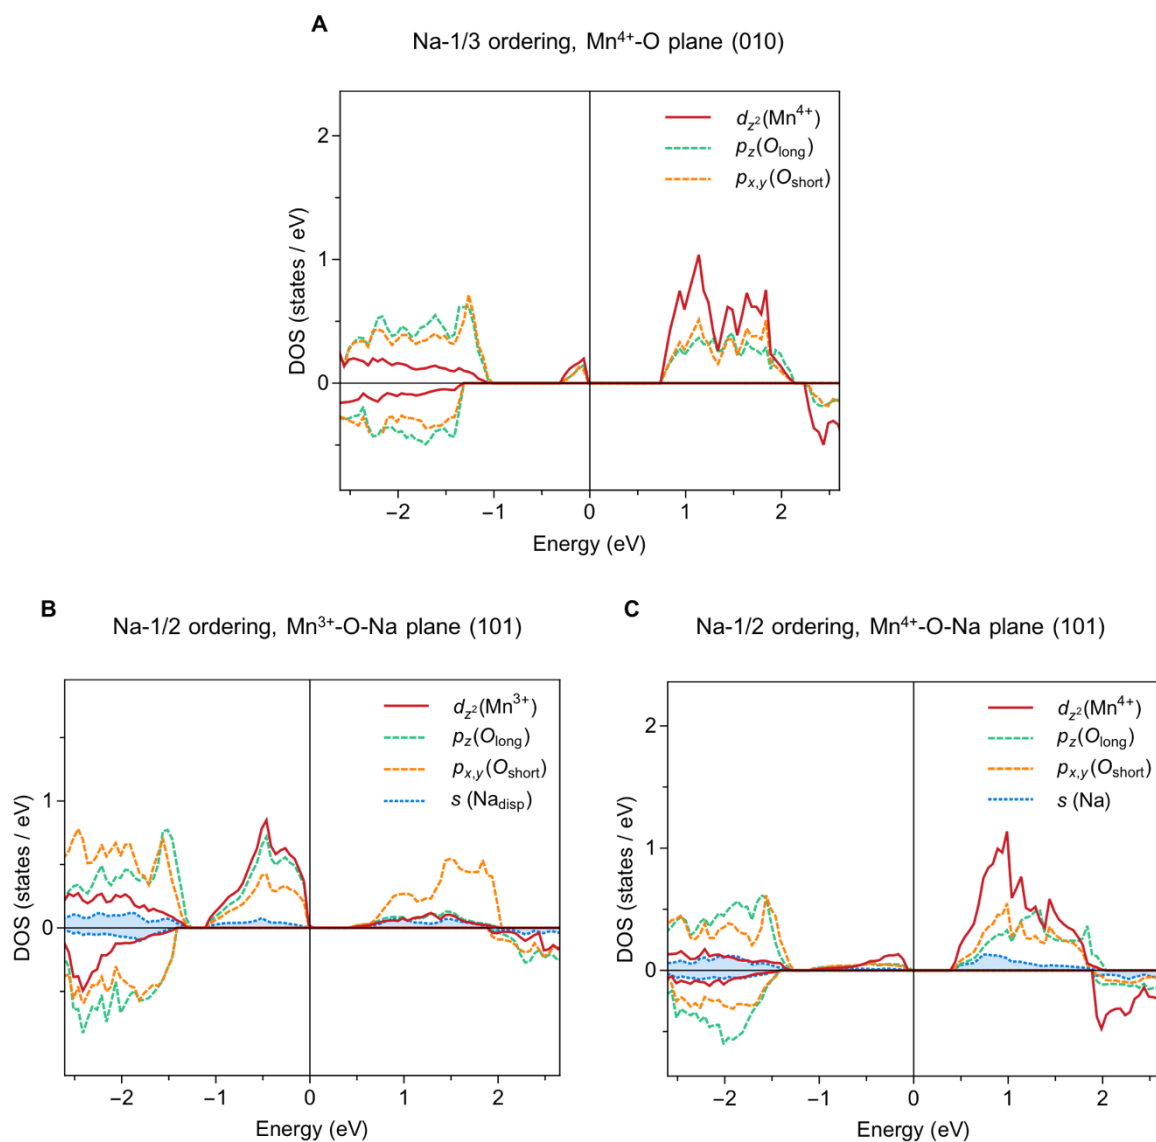 A
Na-1/3 ordering, Mn⁴⁺-O plane (010)
DOS (states / eV)
2
1
0
d_z²(Mn⁴⁺)
p_z(O_long)
p_x,y(O_short)
−2
−1
0
1
2
Energy (eV)
B
Na-1/2 ordering, Mn³⁺-O-Na plane (101)
DOS (states / eV)
1
0
d_z²(Mn³⁺)
p_z(O_long)
p_x,y(O_short)
s (Na_disp)
−2
−1
0
1
2
Energy (eV)
C
Na-1/2 ordering, Mn⁴⁺-O-Na plane (101)
DOS (states / eV)
2
1
0
d_z²(Mn⁴⁺)
p_z(O_long)
p_x,y(O_short)
s (Na)
−2
−1
0
1
2
Energy (eV)